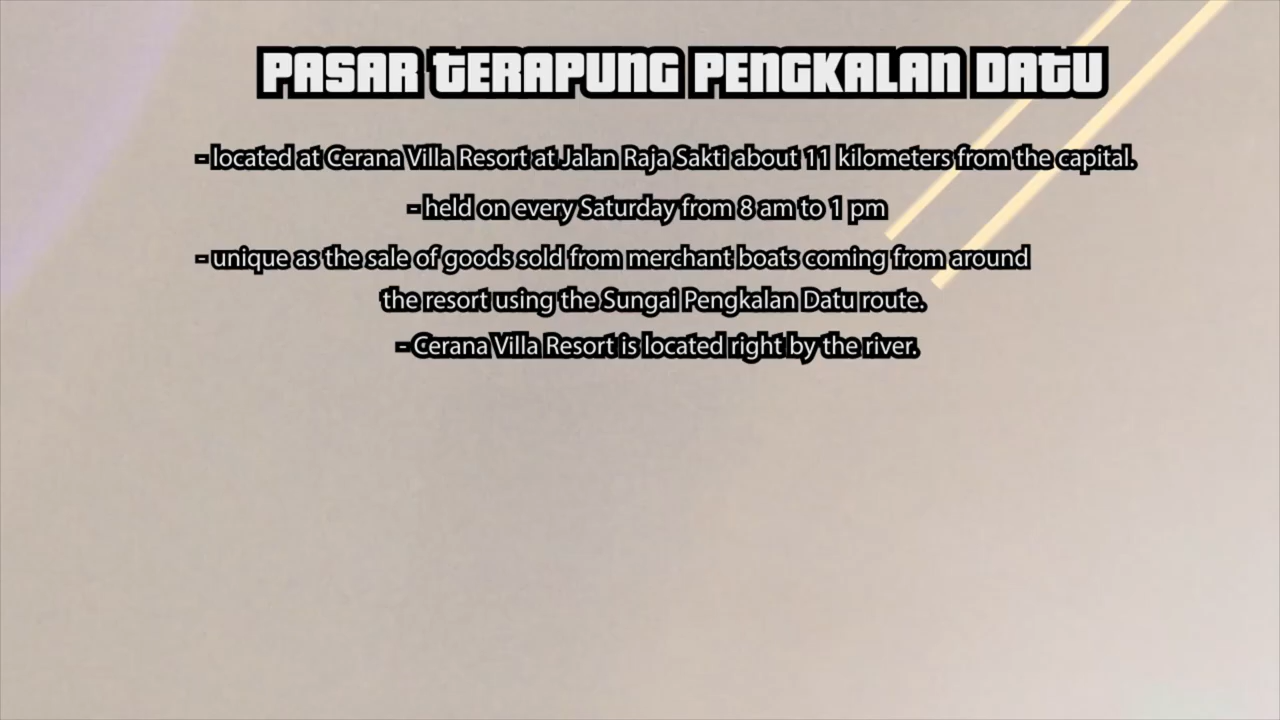 PASAR TERAPUNG PENGKALAN DATU
- located at Cerana Villa Resort at Jalan Raja Sakti about 11 kilometers from the capital.
- held on every Saturday from 8 am to 1 pm
- unique as the sale of goods sold from merchant boats coming from around
the resort using the Sungai Pengkalan Datu route.
- Cerana Villa Resort is located right by the river.